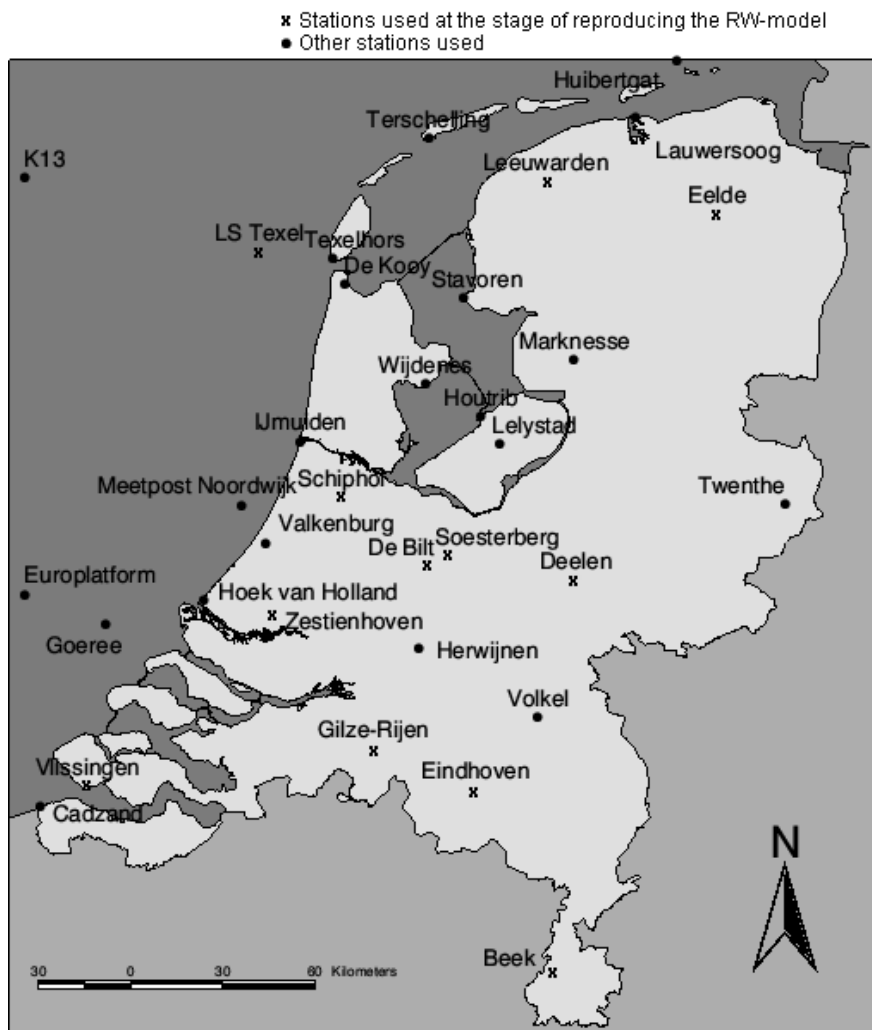 x Stations used at the stage of reproducing the RW-model
● Other stations used
Huibertgat
Terschelling
K13
Leeuwarden
Lauwersoog
Eelde
LS Texel
Texelhors
De Kooy
Stavoren
Marknesse
Wijdenes
Houtrib
IJmuiden
Lelystad
Schiphol
Meetpost Noordwijk
Twenthe
Valkenburg
De Bilt
Soesterberg
Deelen
Europlatform
Hoek van Holland
Zestienhoven
Goeree
Herwijnen
Volkel
Gilze-Rijen
Vlissingen
Eindhoven
Cadzand
N
Beek
30 0 30 60 Kilometers